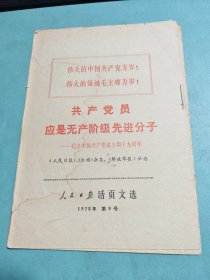 伟大的中国共产党万岁！
伟大的领袖毛主席万岁！
共产党员
应是无产阶级先进分子
——纪念中国共产党成立四十九周年
《人民日报》、《红旗》杂志、《解放军报》社论
人民日报活页文选
1970年 第9号